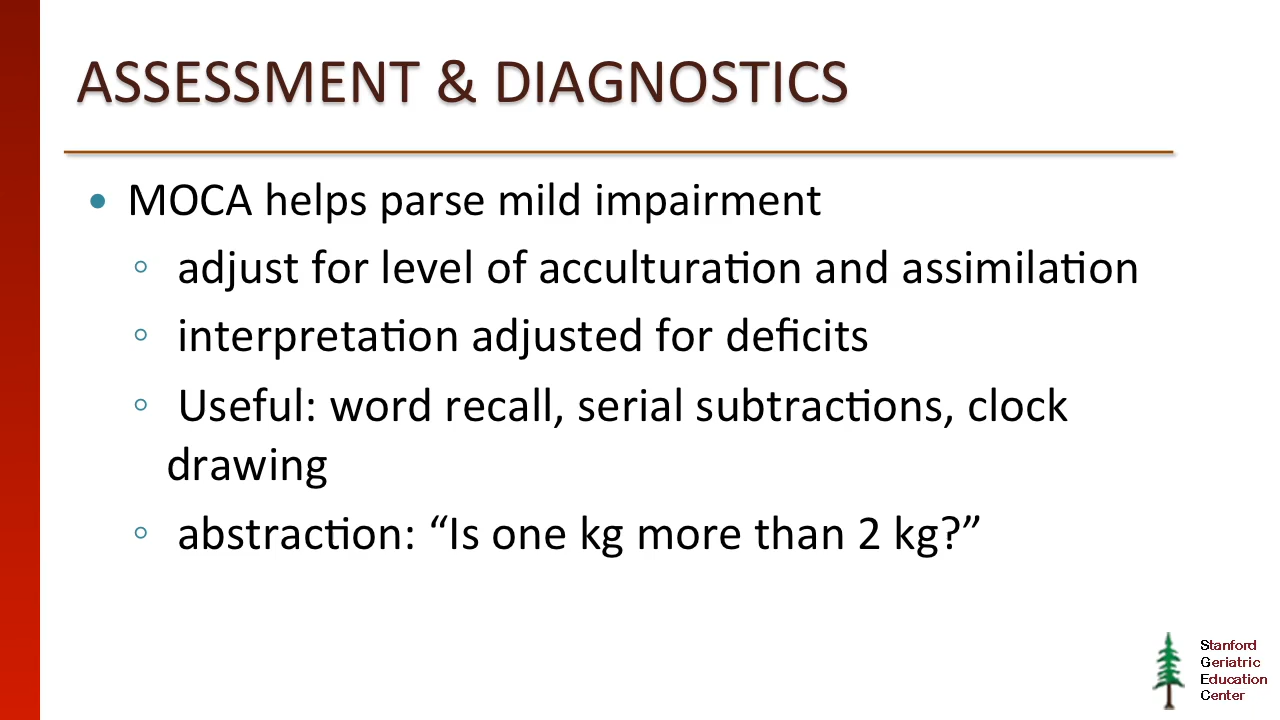 ASSESSMENT & DIAGNOSTICS
• MOCA helps parse mild impairment
◦ adjust for level of acculturation and assimilation
◦ interpretation adjusted for deficits
◦ Useful: word recall, serial subtractions, clock
drawing
◦ abstraction: “Is one kg more than 2 kg?”
Stanford
Geriatric
Education
Center